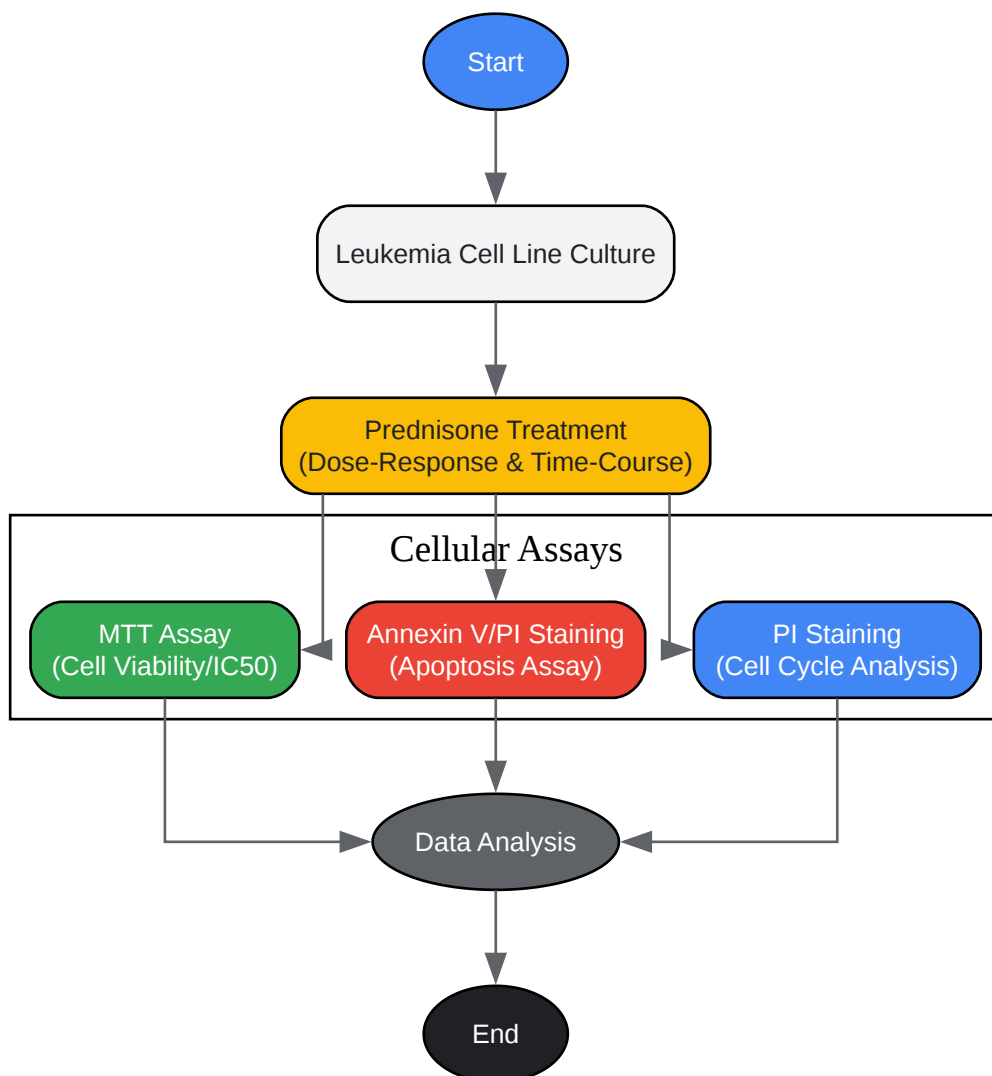 Start
Leukemia Cell Line Culture
Prednisone Treatment
(Dose-Response & Time-Course)
Cellular Assays
MTT Assay
(Cell Viability/IC50)
Annexin V/PI Staining
(Apoptosis Assay)
PI Staining
(Cell Cycle Analysis)
Data Analysis
End